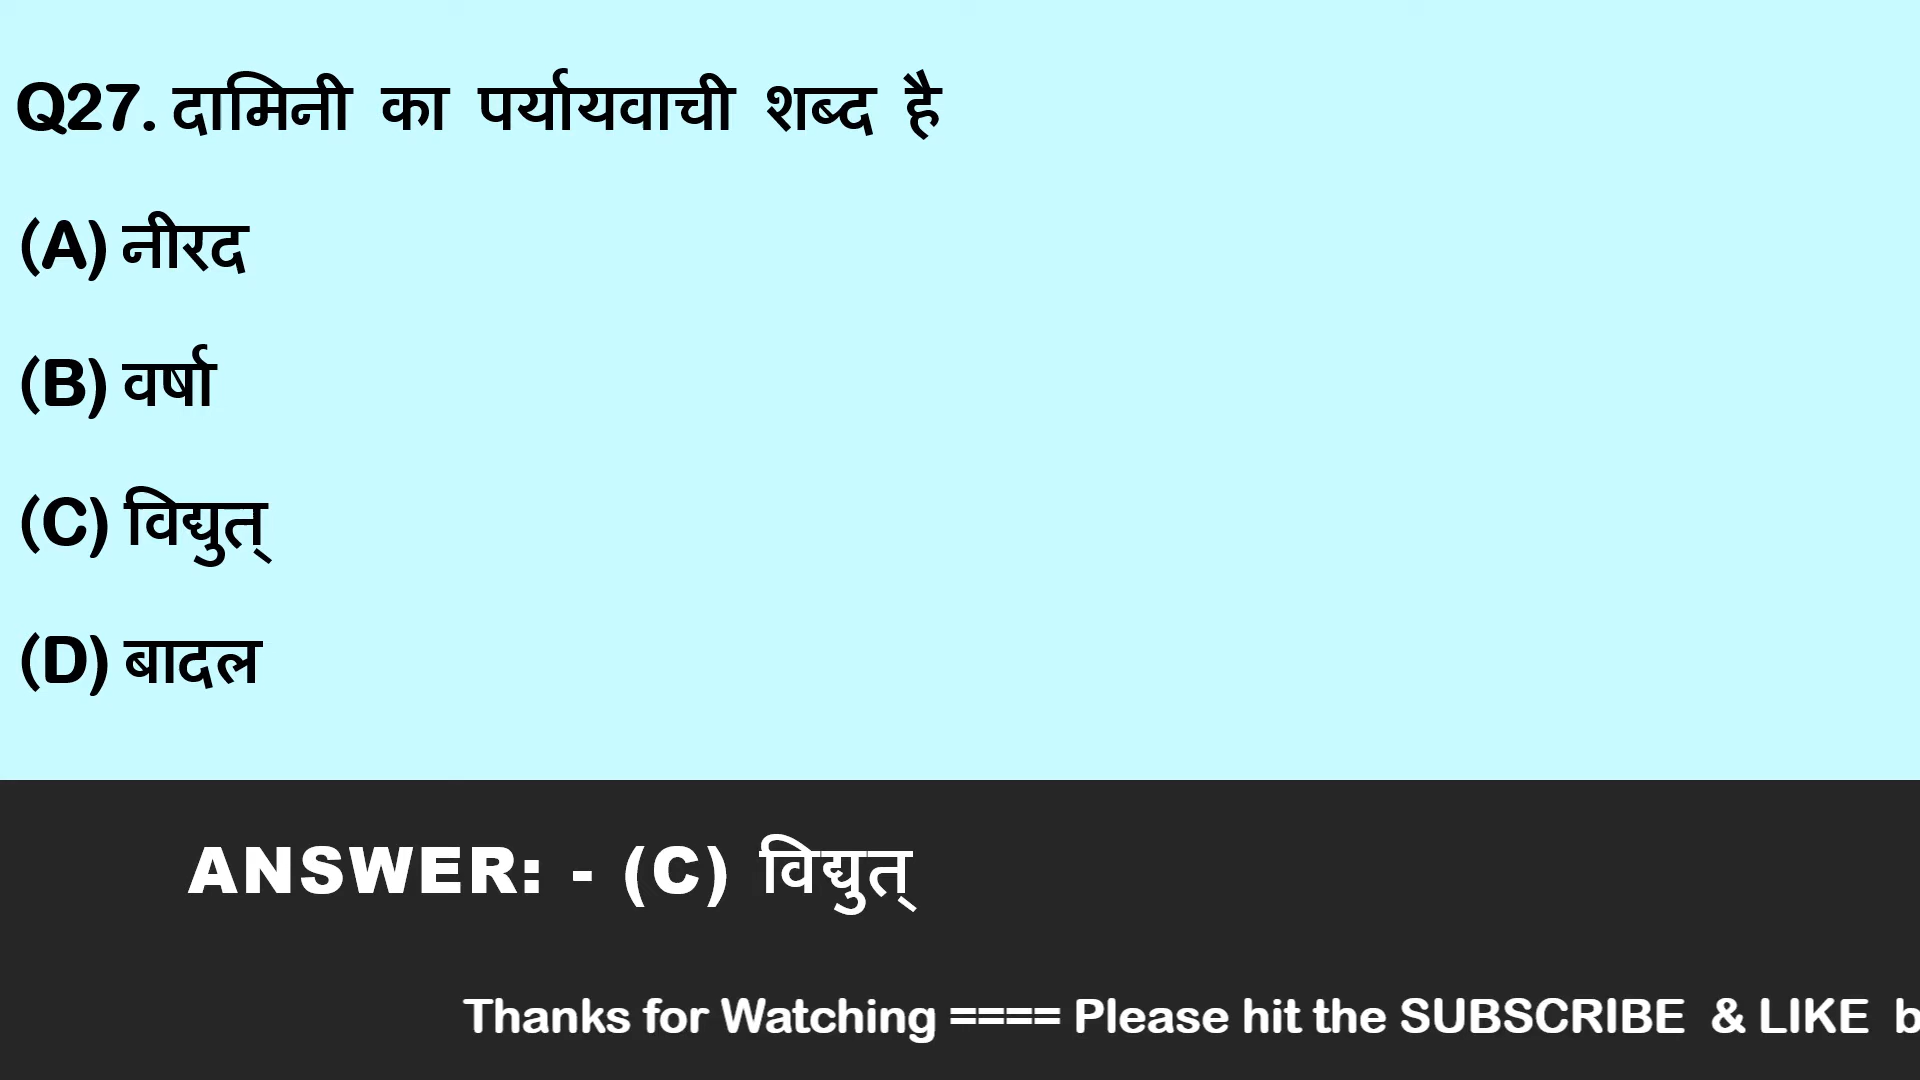 Q27. दामिनी का पर्यायवाची शब्द है
(A) नीरद
(B) वर्षा
(C) विद्युत्
(D) बादल
ANSWER: - (C) विद्युत्
Thanks for Watching ==== Please hit the SUBSCRIBE & LIKE